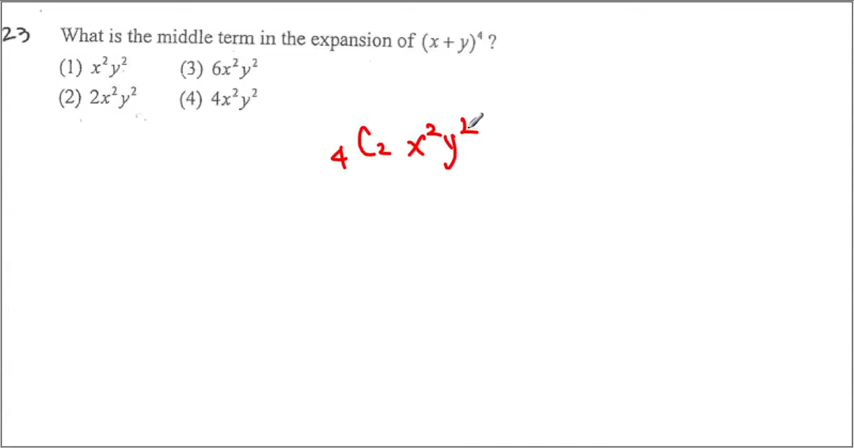 23 What is the middle term in the expansion of (x + y)⁴ ?
(1) x²y² (3) 6x²y²
(2) 2x²y² (4) 4x²y²
₄C₂ x²y²